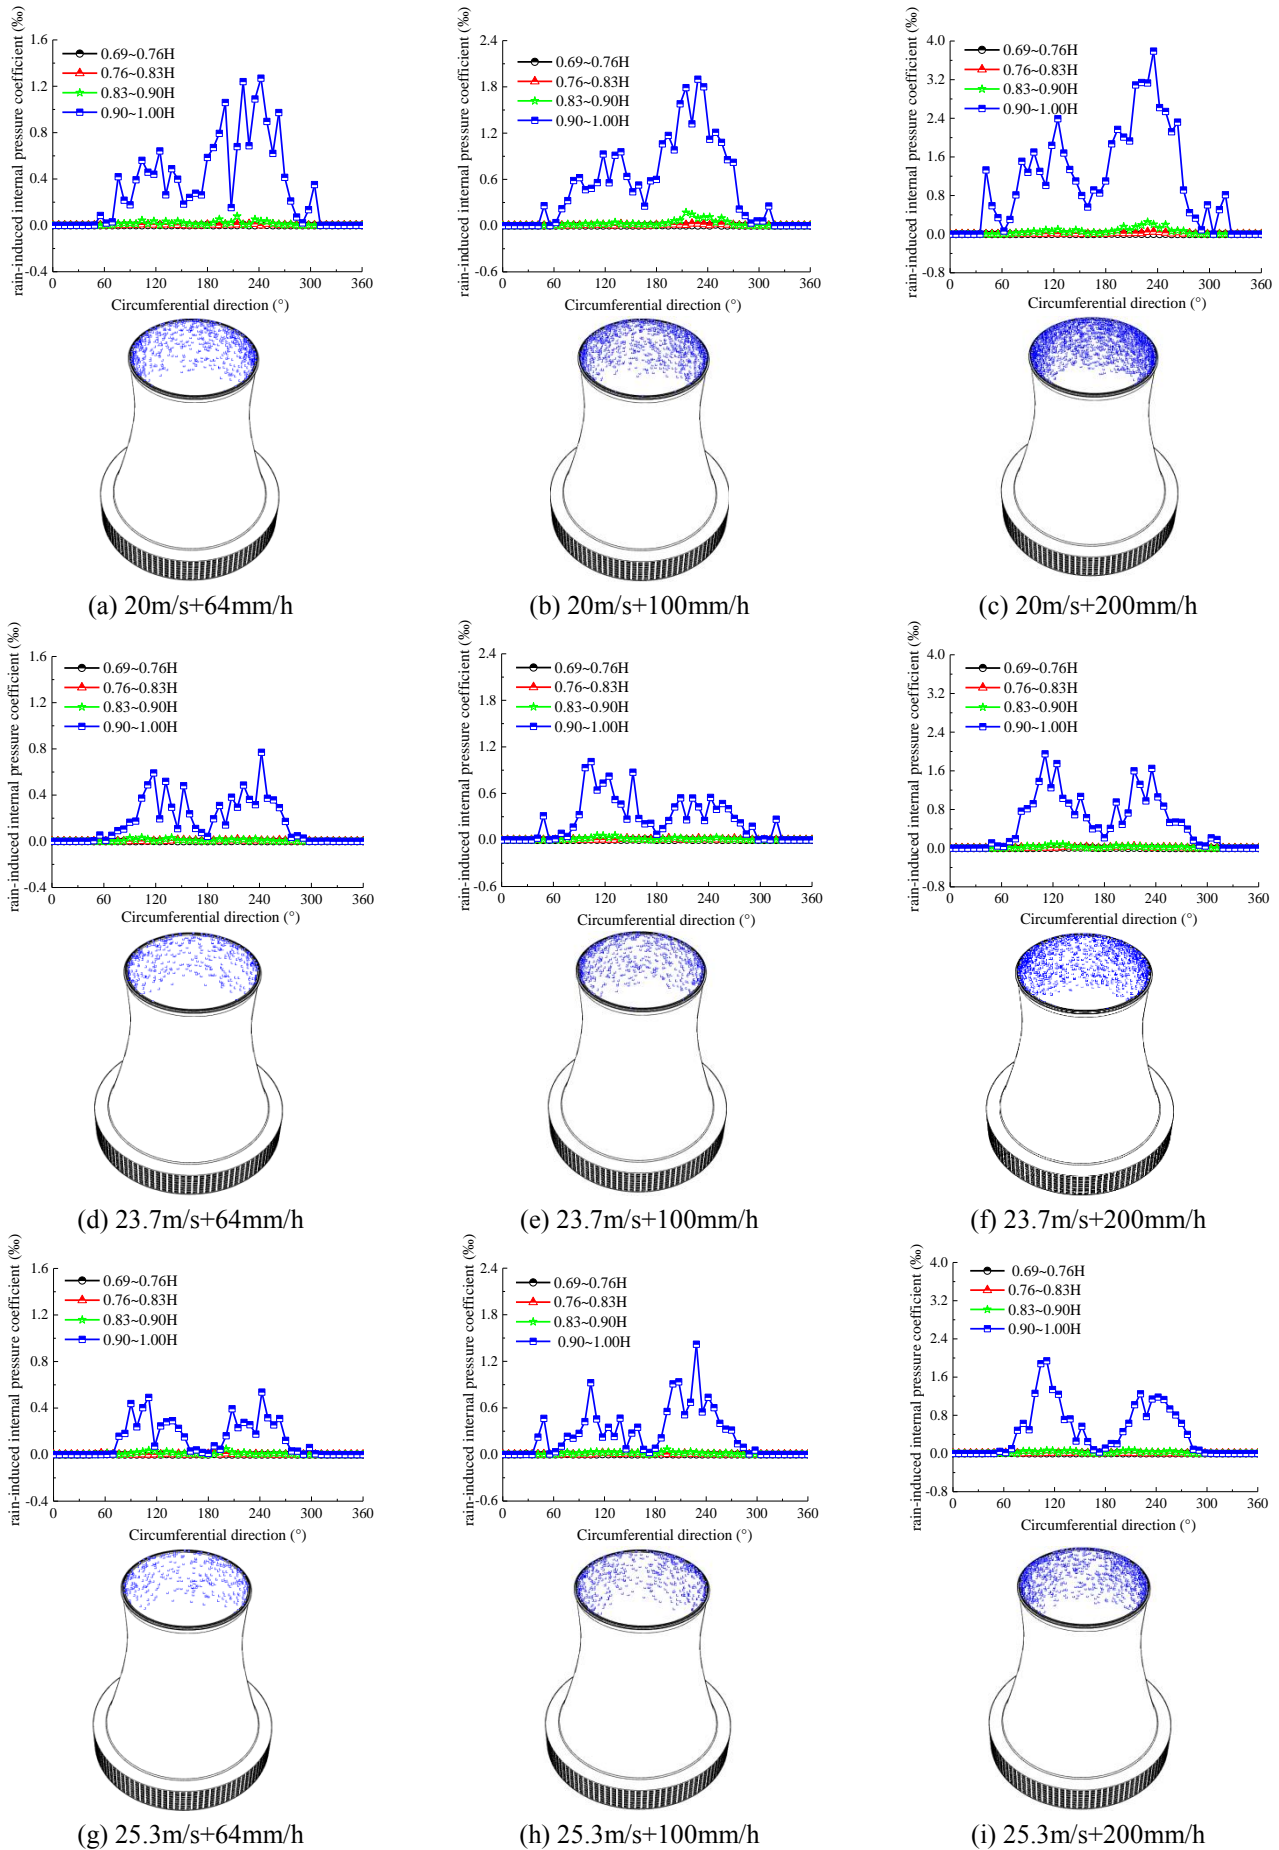 rain-induced internal pressure coefficient (‰)
1.6
1.2
0.8
0.4
0.0
-0.4
0.69~0.76H
0.76~0.83H
0.83~0.90H
0.90~1.00H
0 60 120 180 240 300 360
Circumferential direction (°)
(a) 20m/s+64mm/h
rain-induced internal pressure coefficient (‰)
2.4
1.8
1.2
0.6
0.0
-0.6
0.69~0.76H
0.76~0.83H
0.83~0.90H
0.90~1.00H
0 60 120 180 240 300 360
Circumferential direction (°)
(b) 20m/s+100mm/h
rain-induced internal pressure coefficient (‰)
4.0
3.2
2.4
1.6
0.8
0.0
-0.8
0.69~0.76H
0.76~0.83H
0.83~0.90H
0.90~1.00H
0 60 120 180 240 300 360
Circumferential direction (°)
(c) 20m/s+200mm/h
rain-induced internal pressure coefficient (‰)
1.6
1.2
0.8
0.4
0.0
-0.4
0.69~0.76H
0.76~0.83H
0.83~0.90H
0.90~1.00H
0 60 120 180 240 300 360
Circumferential direction (°)
(d) 23.7m/s+64mm/h
rain-induced internal pressure coefficient (‰)
2.4
1.8
1.2
0.6
0.0
-0.6
0.69~0.76H
0.76~0.83H
0.83~0.90H
0.90~1.00H
0 60 120 180 240 300 360
Circumferential direction (°)
(e) 23.7m/s+100mm/h
rain-induced internal pressure coefficient (‰)
4.0
3.2
2.4
1.6
0.8
0.0
-0.8
0.69~0.76H
0.76~0.83H
0.83~0.90H
0.90~1.00H
0 60 120 180 240 300 360
Circumferential direction (°)
(f) 23.7m/s+200mm/h
rain-induced internal pressure coefficient (‰)
1.6
1.2
0.8
0.4
0.0
-0.4
0.69~0.76H
0.76~0.83H
0.83~0.90H
0.90~1.00H
0 60 120 180 240 300 360
Circumferential direction (°)
(g) 25.3m/s+64mm/h
rain-induced internal pressure coefficient (‰)
2.4
1.8
1.2
0.6
0.0
-0.6
0.69~0.76H
0.76~0.83H
0.83~0.90H
0.90~1.00H
0 60 120 180 240 300 360
Circumferential direction (°)
(h) 25.3m/s+100mm/h
rain-induced internal pressure coefficient (‰)
4.0
3.2
2.4
1.6
0.8
0.0
-0.8
0.69~0.76H
0.76~0.83H
0.83~0.90H
0.90~1.00H
0 60 120 180 240 300 360
Circumferential direction (°)
(i) 25.3m/s+200mm/h